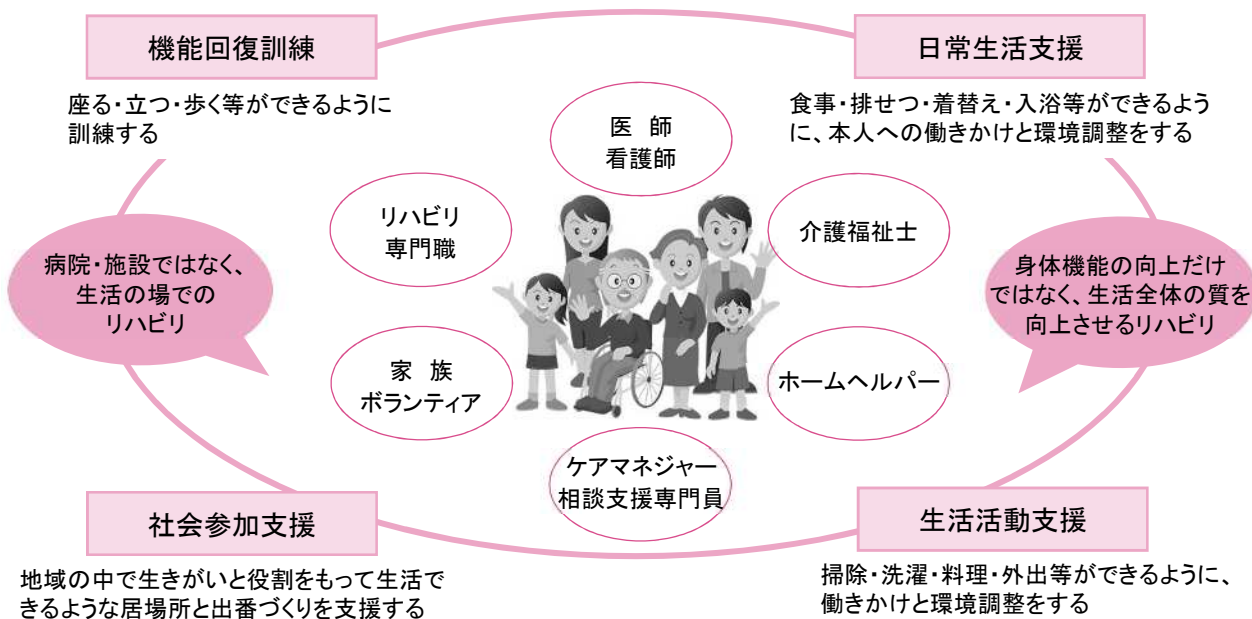 機能回復訓練
座る・立つ・歩く等ができるように
訓練する
日常生活支援
食事・排せつ・着替え・入浴等ができるよう
に、本人への働きかけと環境調整をする
医 師
看護師
リハビリ
専門職
介護福祉士
病院・施設ではなく、
生活の場での
リハビリ
身体機能の向上だけ
ではなく、生活全体の質を
向上させるリハビリ
家 族
ボランティア
ホームヘルパー
ケアマネジャー
相談支援専門員
社会参加支援
地域の中で生きがいと役割をもって生活で
きるような居場所と出番づくりを支援する
生活活動支援
掃除・洗濯・料理・外出等ができるように、
働きかけと環境調整をする